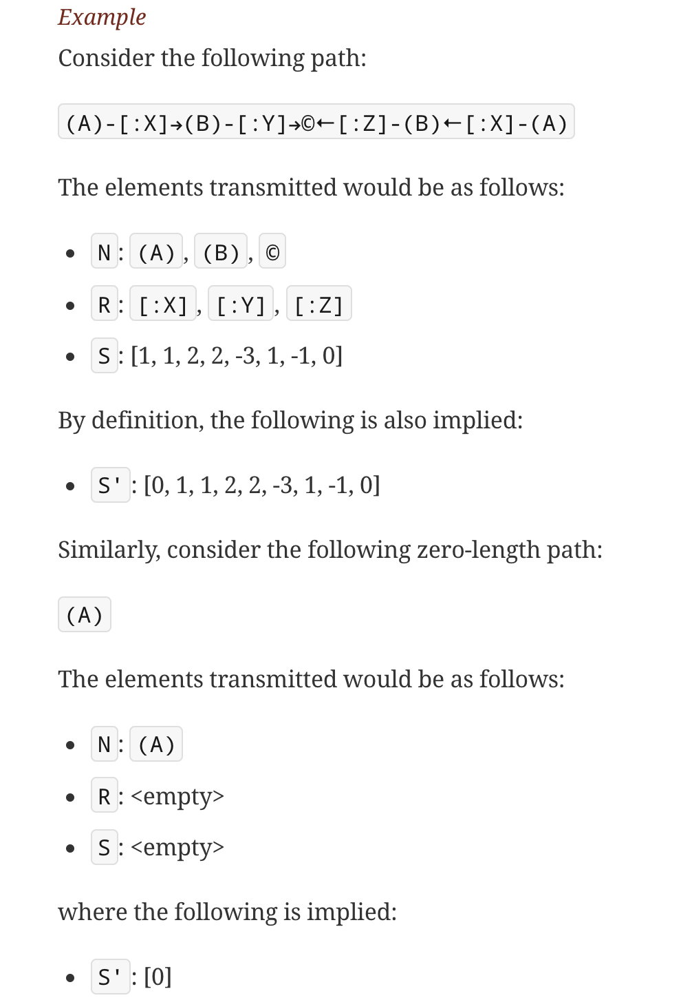 Example
Consider the following path:
(A)-[:X]→(B)-[:Y]→©←[:Z]-(B)←[:X]-(A)
The elements transmitted would be as follows:
• N: (A), (B), ©
• R: [:X], [:Y], [:Z]
• S: [1, 1, 2, 2, -3, 1, -1, 0]
By definition, the following is also implied:
• S': [0, 1, 1, 2, 2, -3, 1, -1, 0]
Similarly, consider the following zero-length path:
(A)
The elements transmitted would be as follows:
• N: (A)
• R: <empty>
• S: <empty>
where the following is implied:
• S': [0]